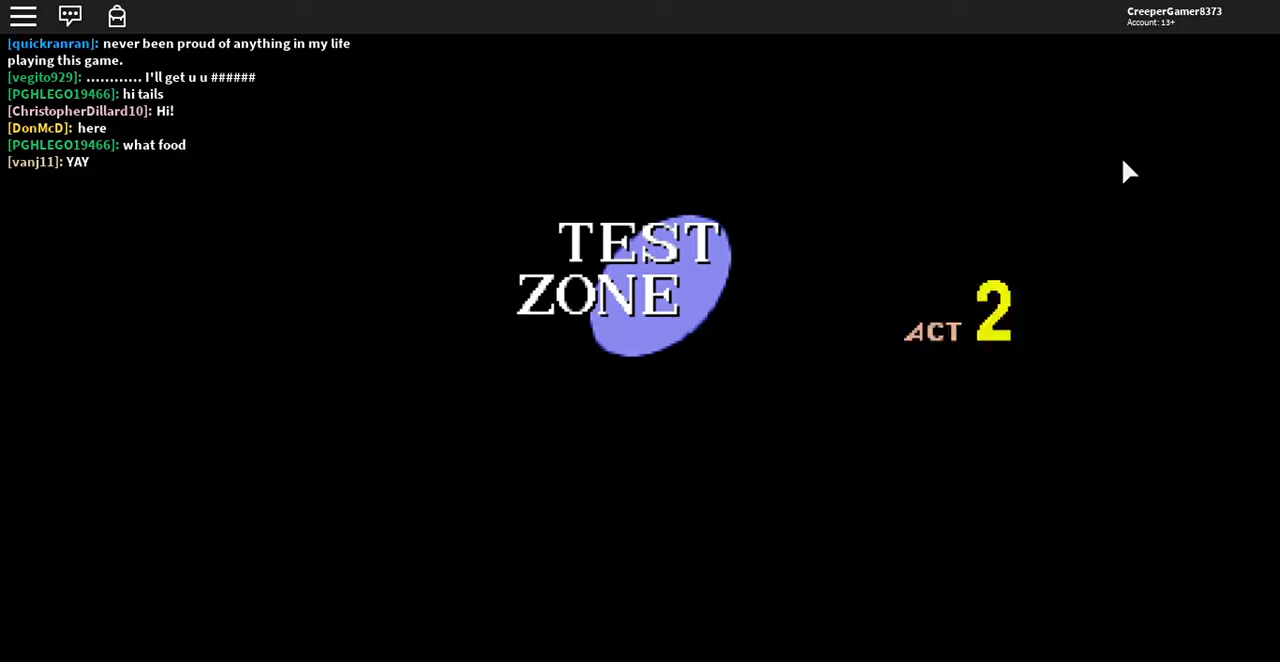 CreeperGamer8373
Account: 13+
[quickranran]: never been proud of anything in my life
playing this game.
[vegito929]: ............ I'll get u u ######
[PGHLEGO19466]: hi tails
[ChristopherDillard10]: Hi!
[DonMcD]: here
[PGHLEGO19466]: what food
[vanj11]: YAY
TEST
ZONE
ACT 2